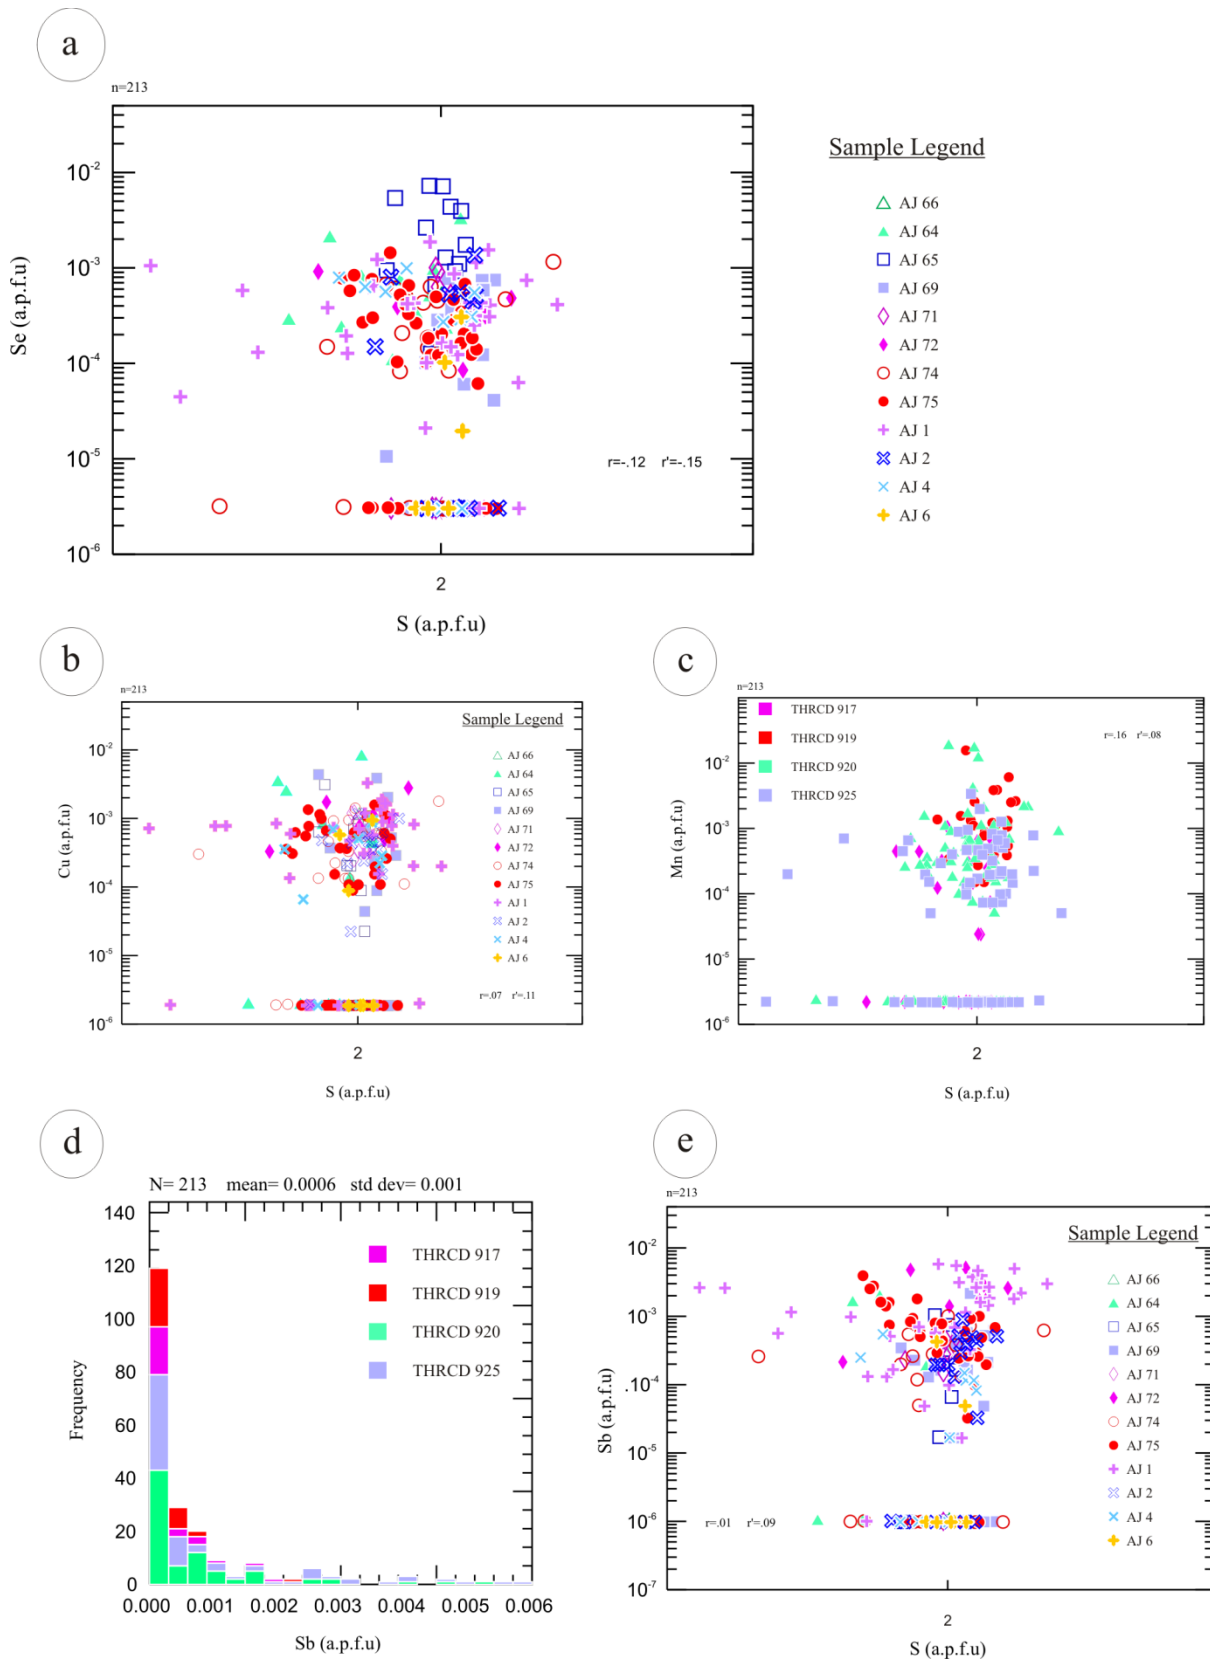 a
n=213
10⁻²
10⁻³
10⁻⁴
10⁻⁵
10⁻⁶
Se (a.p.f.u)
r=-.12 r'=-.15
2
S (a.p.f.u)
Sample Legend
AJ 66
AJ 64
AJ 65
AJ 69
AJ 71
AJ 72
AJ 74
AJ 75
AJ 1
AJ 2
AJ 4
AJ 6
b
n=213
10⁻²
10⁻³
10⁻⁴
10⁻⁵
10⁻⁶
Cu (a.p.f.u)
Sample Legend
AJ 66
AJ 64
AJ 65
AJ 69
AJ 71
AJ 72
AJ 74
AJ 75
AJ 1
AJ 2
AJ 4
AJ 6
r=.07 r'=.11
2
S (a.p.f.u)
c
n=213
THRCD 917
THRCD 919
THRCD 920
THRCD 925
r=.16 r'=.08
10⁻²
10⁻³
10⁻⁴
10⁻⁵
10⁻⁶
Mn (a.p.f.u)
2
S (a.p.f.u)
d
N= 213 mean= 0.0006 std dev= 0.001
140
120
100
80
60
40
20
0
Frequency
THRCD 917
THRCD 919
THRCD 920
THRCD 925
0.000 0.001 0.002 0.003 0.004 0.005 0.006
Sb (a.p.f.u)
e
n=213
10⁻²
10⁻³
.10⁻⁴
10⁻⁵
10⁻⁶
10⁻⁷
Sb (a.p.f.u)
Sample Legend
AJ 66
AJ 64
AJ 65
AJ 69
AJ 71
AJ 72
AJ 74
AJ 75
AJ 1
AJ 2
AJ 4
AJ 6
r=.01 r'=.09
2
S (a.p.f.u)